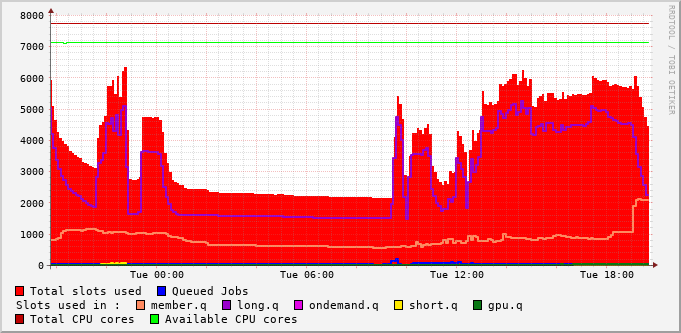 8000
7000
6000
5000
4000
3000
2000
1000
0
Tue 00:00 Tue 06:00 Tue 12:00 Tue 18:00
Total slots used Queued Jobs
Slots used in : member.q long.q ondemand.q short.q gpu.q
Total CPU cores Available CPU cores
RRDTOOL / TOBI OETIKER